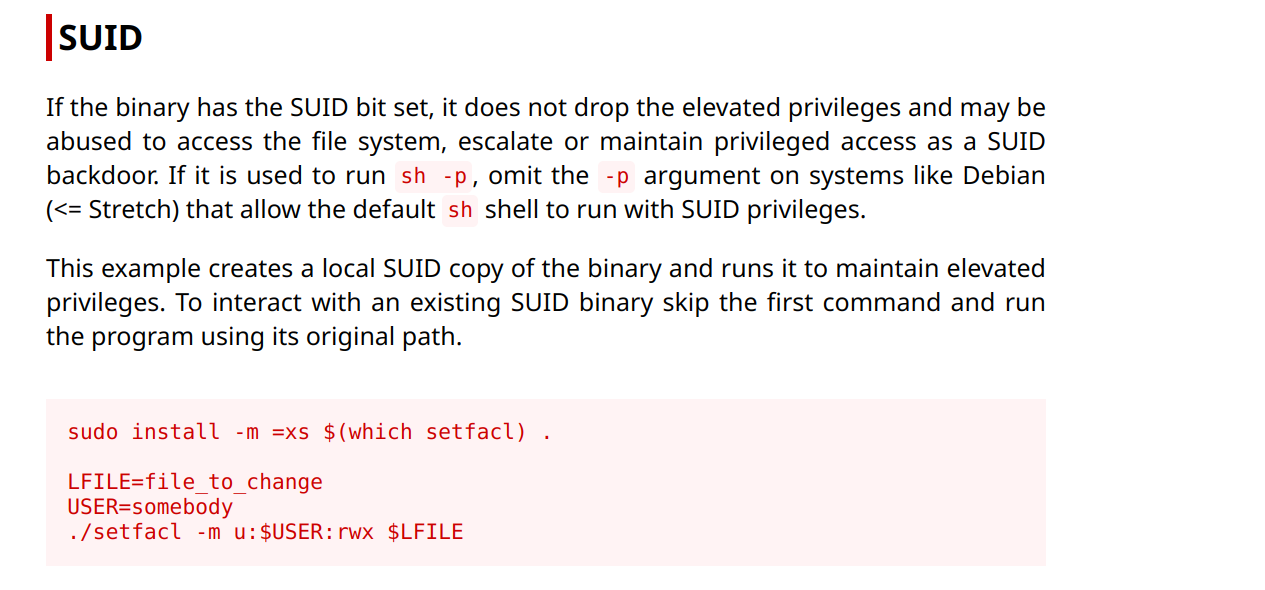 SUID
If the binary has the SUID bit set, it does not drop the elevated privileges and may be
abused to access the file system, escalate or maintain privileged access as a SUID
backdoor. If it is used to run sh -p, omit the -p argument on systems like Debian
(<= Stretch) that allow the default sh shell to run with SUID privileges.
This example creates a local SUID copy of the binary and runs it to maintain elevated
privileges. To interact with an existing SUID binary skip the first command and run
the program using its original path.
sudo install -m =xs $(which setfacl) .
LFILE=file_to_change
USER=somebody
./setfacl -m u:$USER:rwx $LFILE